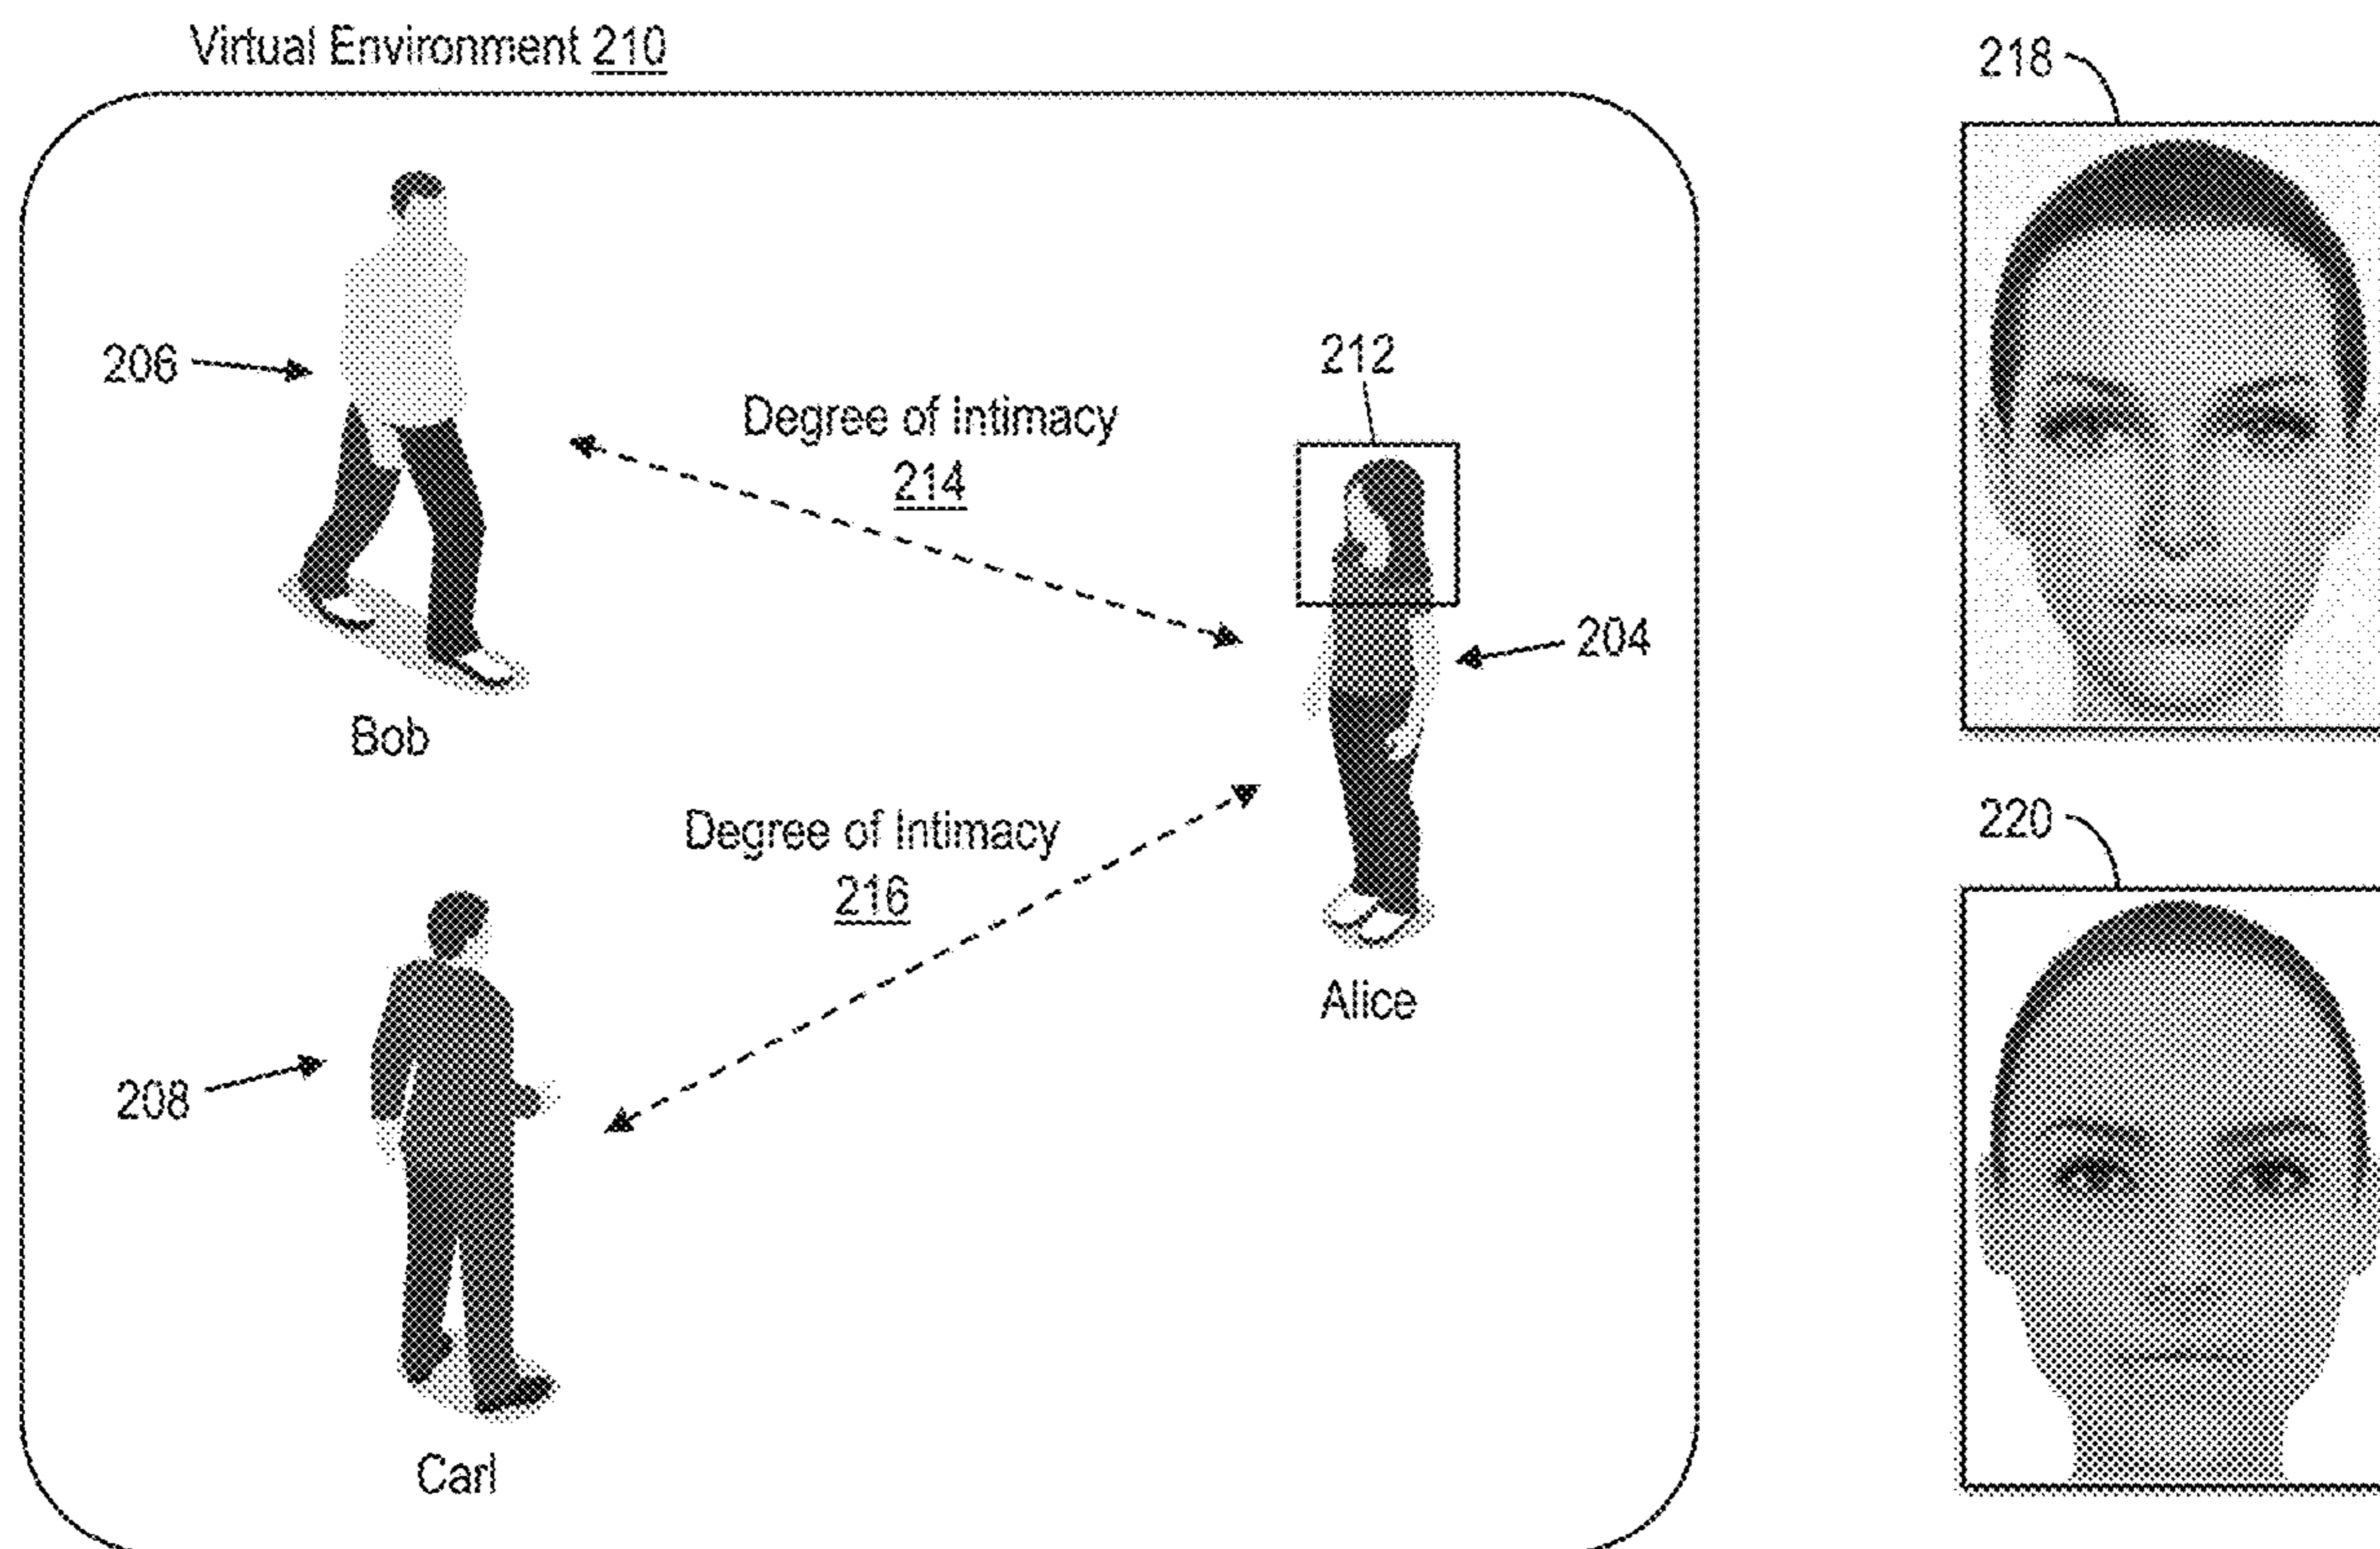 Virtual Environment 210
218
206
212
Degree of Intimacy
214
204
Bob
Degree of Intimacy
216
220
Alice
208
Carl